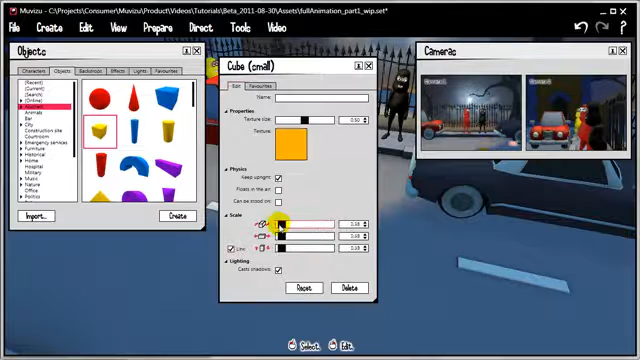 Muvizu - C:\Projects\Consumer\Muvizu\Product\Videos\Tutorials\Beta_2011-08-30\Assets\fullAnimation_part1_wip.set*
File Create Edit View Prepare Direct Tools Video
Objects
Characters Objects Backdrops Effects Lights Favourites
(Recent)
(Current)
(Search)
(Online)
Animals
Bar
City
Construction site
Courtroom
Emergency services
Furniture
Historical
Home
Hospital
Military
Music
Nature
Office
Politics
Import... Create
Cube (small)
Edit Favourites
Name:
Properties
Texture size: 0.50
Texture:
Physics
Keep upright:
Floats in the air:
Can be stood on:
Scale
Link:
Lighting
Casts shadows:
Reset Delete
Cameras
Camera 1
Select. Edit.